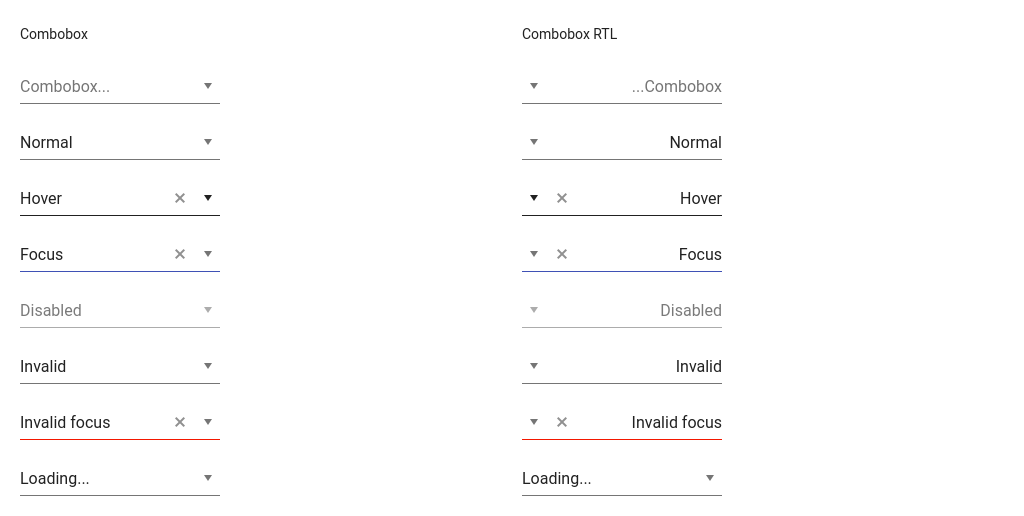 Combobox
Combobox...
Normal
Hover
Focus
Disabled
Invalid
Invalid focus
Loading...
Combobox RTL
...Combobox
Normal
Hover
Focus
Disabled
Invalid
Invalid focus
Loading...